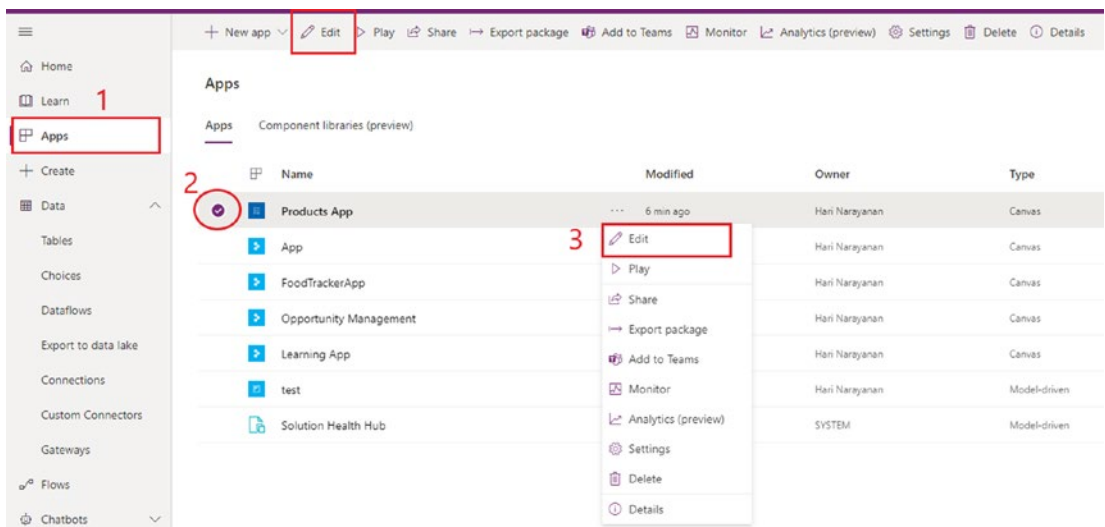 + New app Edit Play Share Export package Add to Teams Monitor Analytics (preview) Settings Delete Details
Home
Learn
1
Apps
Create
Data
Tables
Choices
Dataflows
Export to data lake
Connections
Custom Connectors
Gateways
Flows
Chatbots
Apps
Apps Component libraries (preview)
Name Modified Owner Type
2
Products App ... 6 min ago Hari Narayanan Canvas
App Hari Narayanan Canvas
FoodTrackerApp Hari Narayanan Canvas
Opportunity Management Hari Narayanan Canvas
Learning App Hari Narayanan Canvas
test Hari Narayanan Model-driven
Solution Health Hub SYSTEM Model-driven
3
Edit
Play
Share
Export package
Add to Teams
Monitor
Analytics (preview)
Settings
Delete
Details